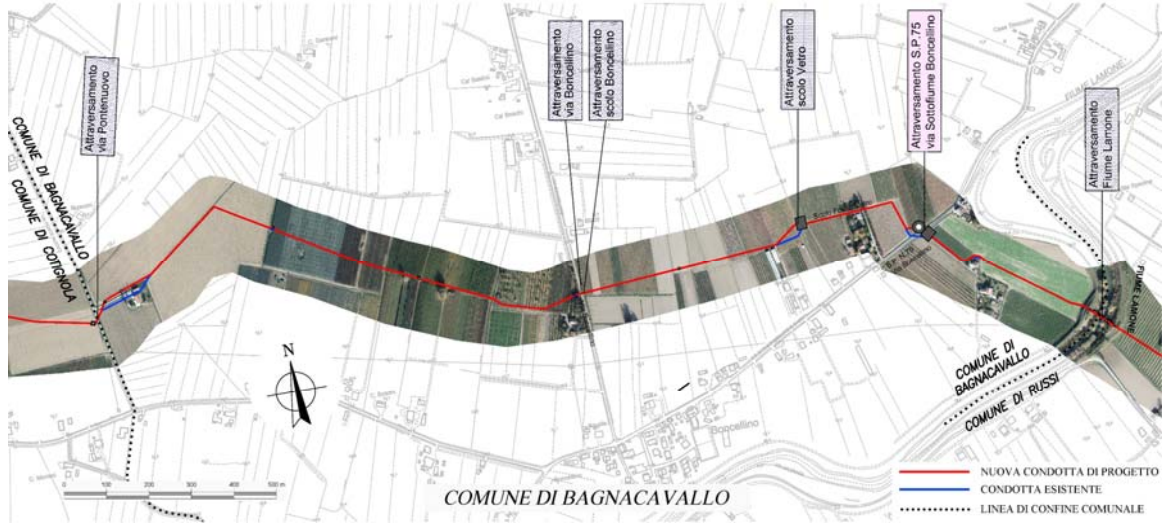 Attraversamento
via Pontenuovo
Attraversamento
via Boncellino
Attraversamento
scolo Boncellino
Attraversamento
scolo Vetro
Attraversamento S.P.75
via Sottofiume Boncellino
Attraversamento
Fiume Lamone
COMUNE DI BAGNACAVALLO
COMUNE DI COTIGNOLA
FIUME LAMONE
FIUME LAMONE
N
Boncellino
COMUNE DI
BAGNACAVALLO
COMUNE DI RUSSI
0 100 200 300 400 500 m
COMUNE DI BAGNACAVALLO
NUOVA CONDOTTA DI PROGETTO
CONDOTTA ESISTENTE
LINEA DI CONFINE COMUNALE